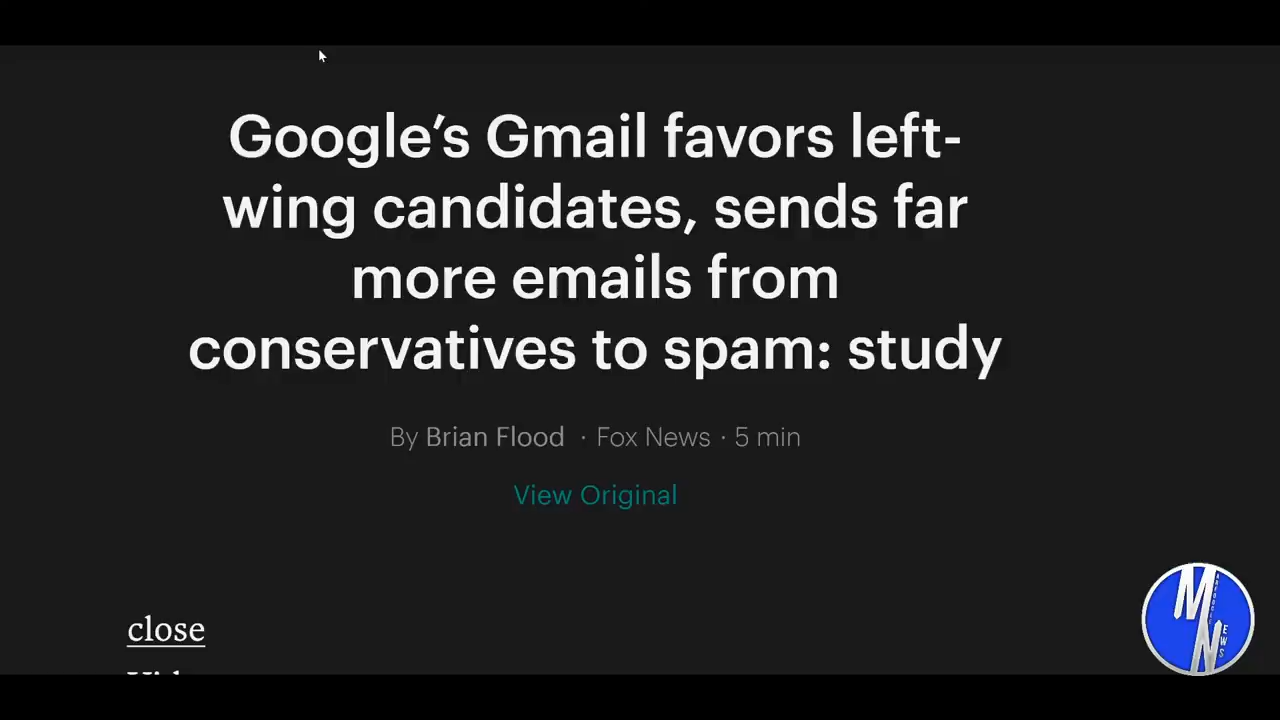 Google’s Gmail favors left-
wing candidates, sends far
more emails from
conservatives to spam: study
By Brian Flood · Fox News · 5 min
View Original
close